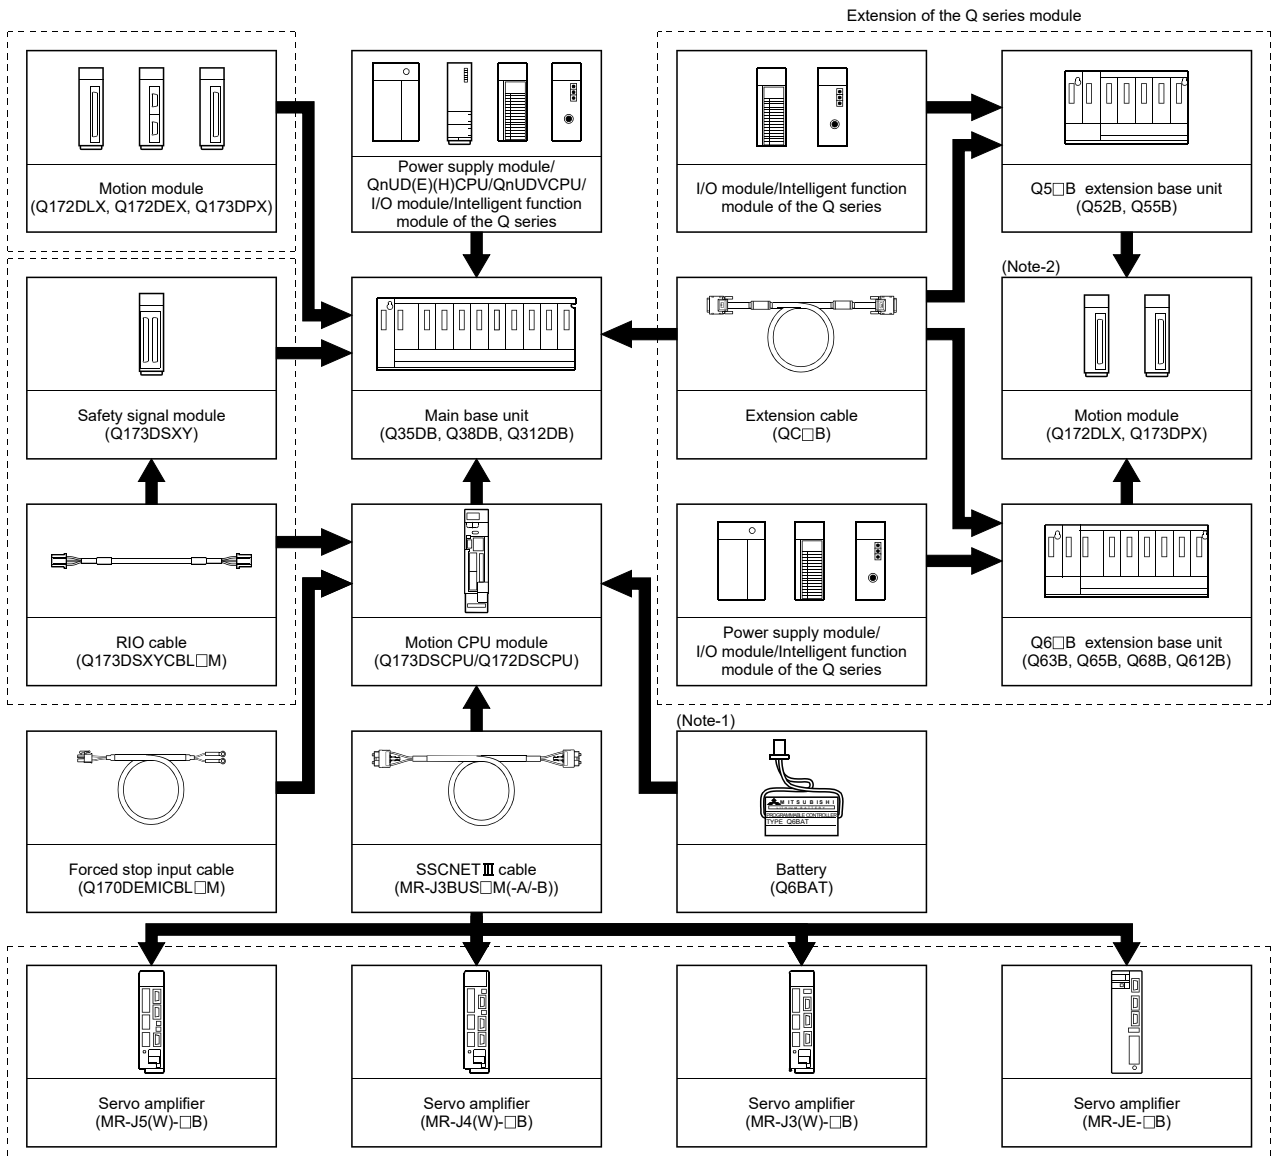 Extension of the Q series module
Motion module
(Q172DLX, Q172DEX, Q173DPX)
Power supply module/
QnUD(E)(H)CPU/QnUDVCPU/
I/O module/Intelligent function
module of the Q series
I/O module/Intelligent function
module of the Q series
Q5□B extension base unit
(Q52B, Q55B)
Safety signal module
(Q173DSXY)
Main base unit
(Q35DB, Q38DB, Q312DB)
Extension cable
(QC□B)
(Note-2)
Motion module
(Q172DLX, Q173DPX)
RIO cable
(Q173DSXYCBL□M)
Motion CPU module
(Q173DSCPU/Q172DSCPU)
Power supply module/
I/O module/Intelligent function
module of the Q series
Q6□B extension base unit
(Q63B, Q65B, Q68B, Q612B)
Forced stop input cable
(Q170DEMICBL□M)
SSCNETⅢ cable
(MR-J3BUS□M(-A/-B))
(Note-1)
MITSUBISHI
LITHIUM BATTERY
PROGRAMMABLE CONTROLLER
TYPE Q6BAT
Battery
(Q6BAT)
Servo amplifier
(MR-J5(W)-□B)
Servo amplifier
(MR-J4(W)-□B)
Servo amplifier
(MR-J3(W)-□B)
Servo amplifier
(MR-JE-□B)